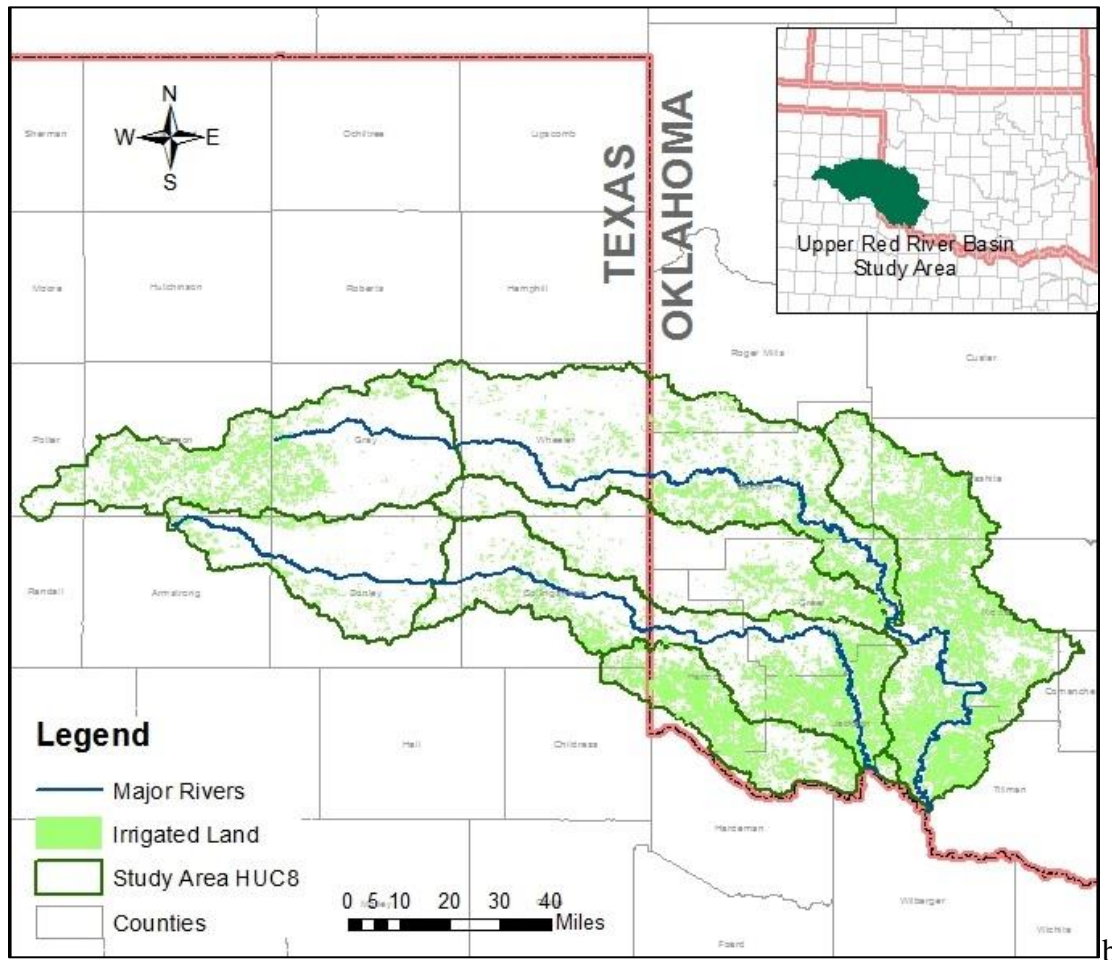 N
W E
S
Sherman
Ochiltree
Lipscomb
TEXAS
OKLAHOMA
Upper Red River Basin
Study Area
Moore
Hutchinson
Roberts
Hemphill
Roger Mills
Custer
Potter
Carson
Gray
Wheeler
Randall
Armstrong
Donley
Greer
Comanche
Harmon
Jackson
Tillman
Hall
Childress
Hardeman
Wilbarger
Wichita
Foard
Legend
Major Rivers
Irrigated Land
Study Area HUC8
Counties
0 5 10 20 30 40
Miles
h